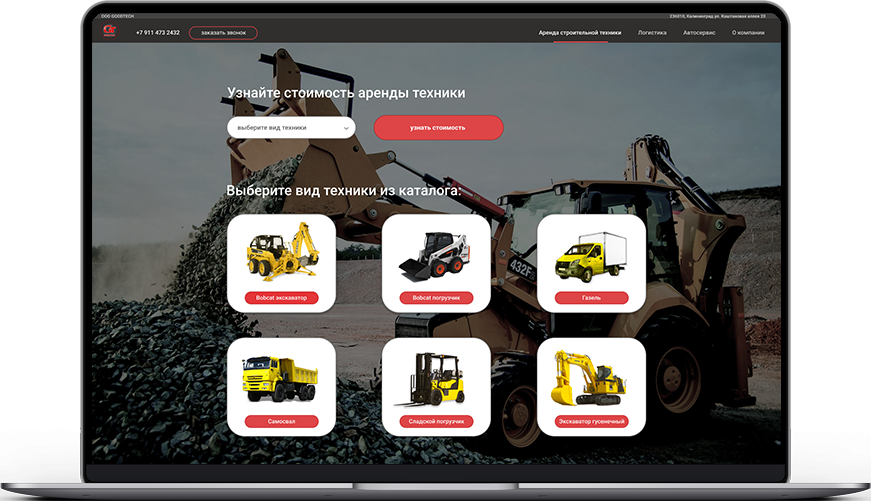 ООО GOODTECH
236010, Калининград ул. Каштановая аллея 23
+7 911 473 2432
заказать звонок
Аренда строительной техники
Логистика
Автосервис
О компании
Узнайте стоимость аренды техники
выберите вид техники
узнать стоимость
Выберите вид техники из каталога:
432F
Bobcat экскаватор
Bobcat погрузчик
Газель
Самосвал
Сладской погрузчик
Экскаватор гусенечный